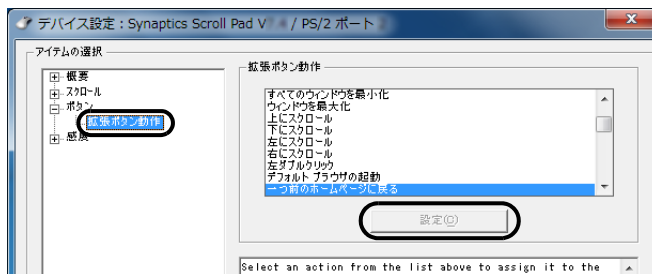 デバイス設定 : Synaptics Scroll Pad V / PS/2 ポート
アイテムの選択
概要
スクロール
ボタン
拡張ボタン動作
感度
拡張ボタン動作
すべてのウィンドウを最小化
ウィンドウを最大化
上にスクロール
下にスクロール
左にスクロール
右にスクロール
左ダブルクリック
デフォルト ブラウザの起動
一つ前のホームページに戻る
設定(O)
Select an action from the list above to assign it to the